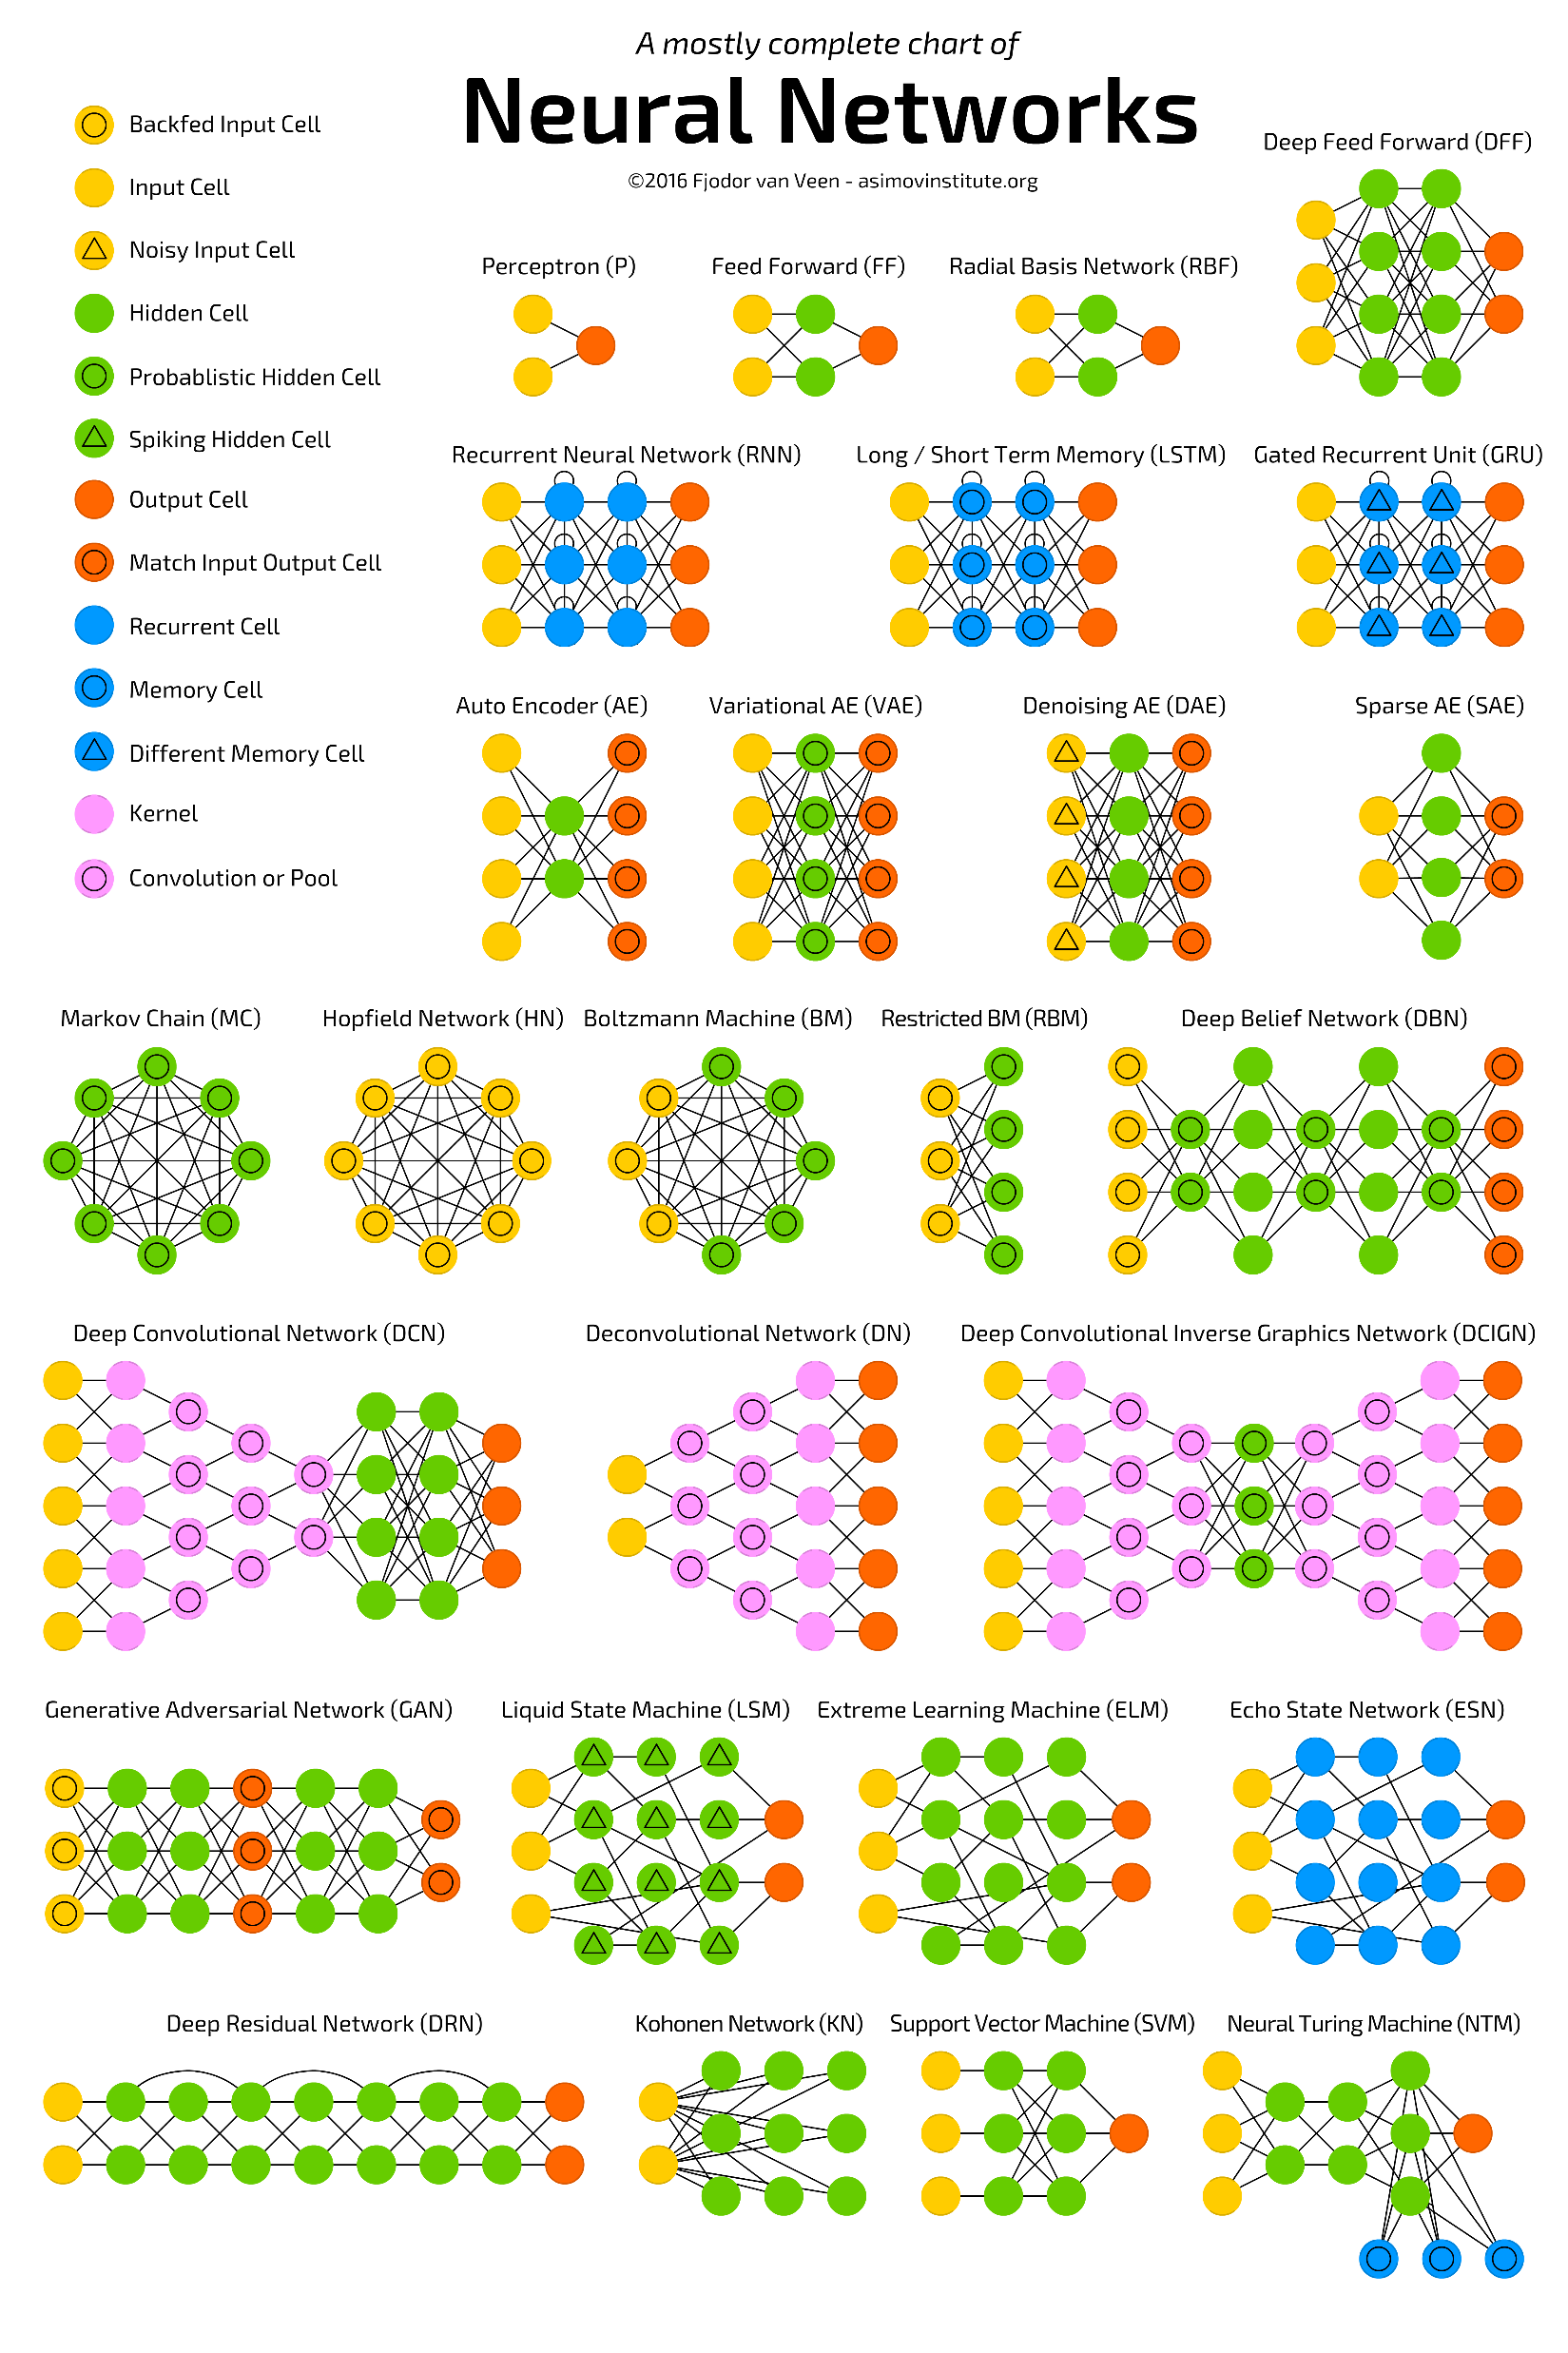 A mostly complete chart of
Neural Networks
©2016 Fjodor van Veen - asimovinstitute.org
Backfed Input Cell
Input Cell
Noisy Input Cell
Hidden Cell
Probablistic Hidden Cell
Spiking Hidden Cell
Output Cell
Match Input Output Cell
Recurrent Cell
Memory Cell
Different Memory Cell
Kernel
Convolution or Pool
Deep Feed Forward (DFF)
Perceptron (P)
Feed Forward (FF)
Radial Basis Network (RBF)
Recurrent Neural Network (RNN)
Long / Short Term Memory (LSTM)
Gated Recurrent Unit (GRU)
Auto Encoder (AE)
Variational AE (VAE)
Denoising AE (DAE)
Sparse AE (SAE)
Markov Chain (MC)
Hopfield Network (HN)
Boltzmann Machine (BM)
Restricted BM (RBM)
Deep Belief Network (DBN)
Deep Convolutional Network (DCN)
Deconvolutional Network (DN)
Deep Convolutional Inverse Graphics Network (DCIGN)
Generative Adversarial Network (GAN)
Liquid State Machine (LSM)
Extreme Learning Machine (ELM)
Echo State Network (ESN)
Deep Residual Network (DRN)
Kohonen Network (KN)
Support Vector Machine (SVM)
Neural Turing Machine (NTM)